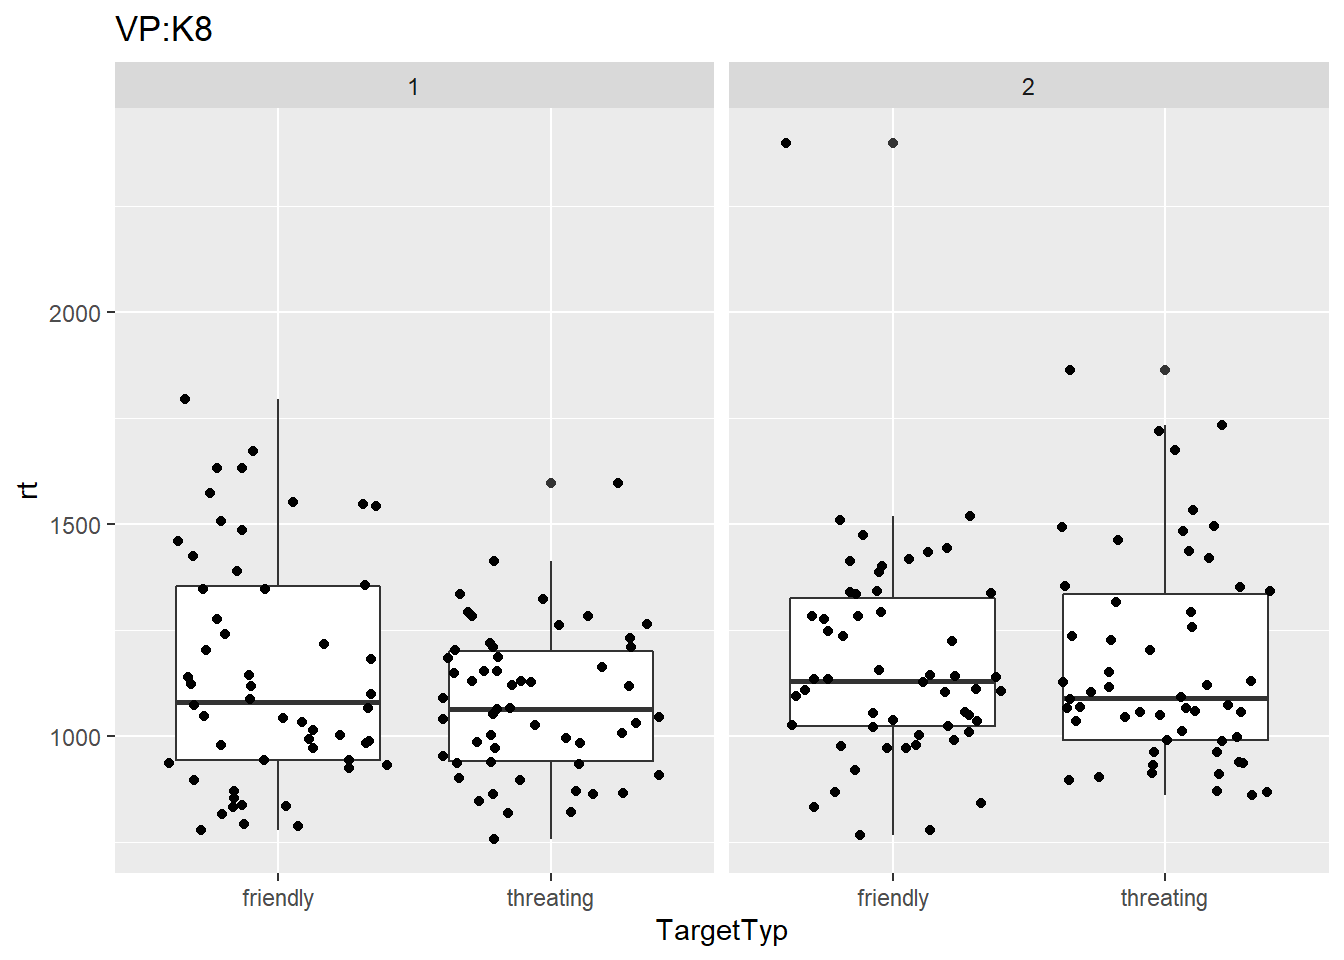 VP:K8
1
2
2000
1500
1000
rt
friendly
threating
friendly
threating
TargetTyp